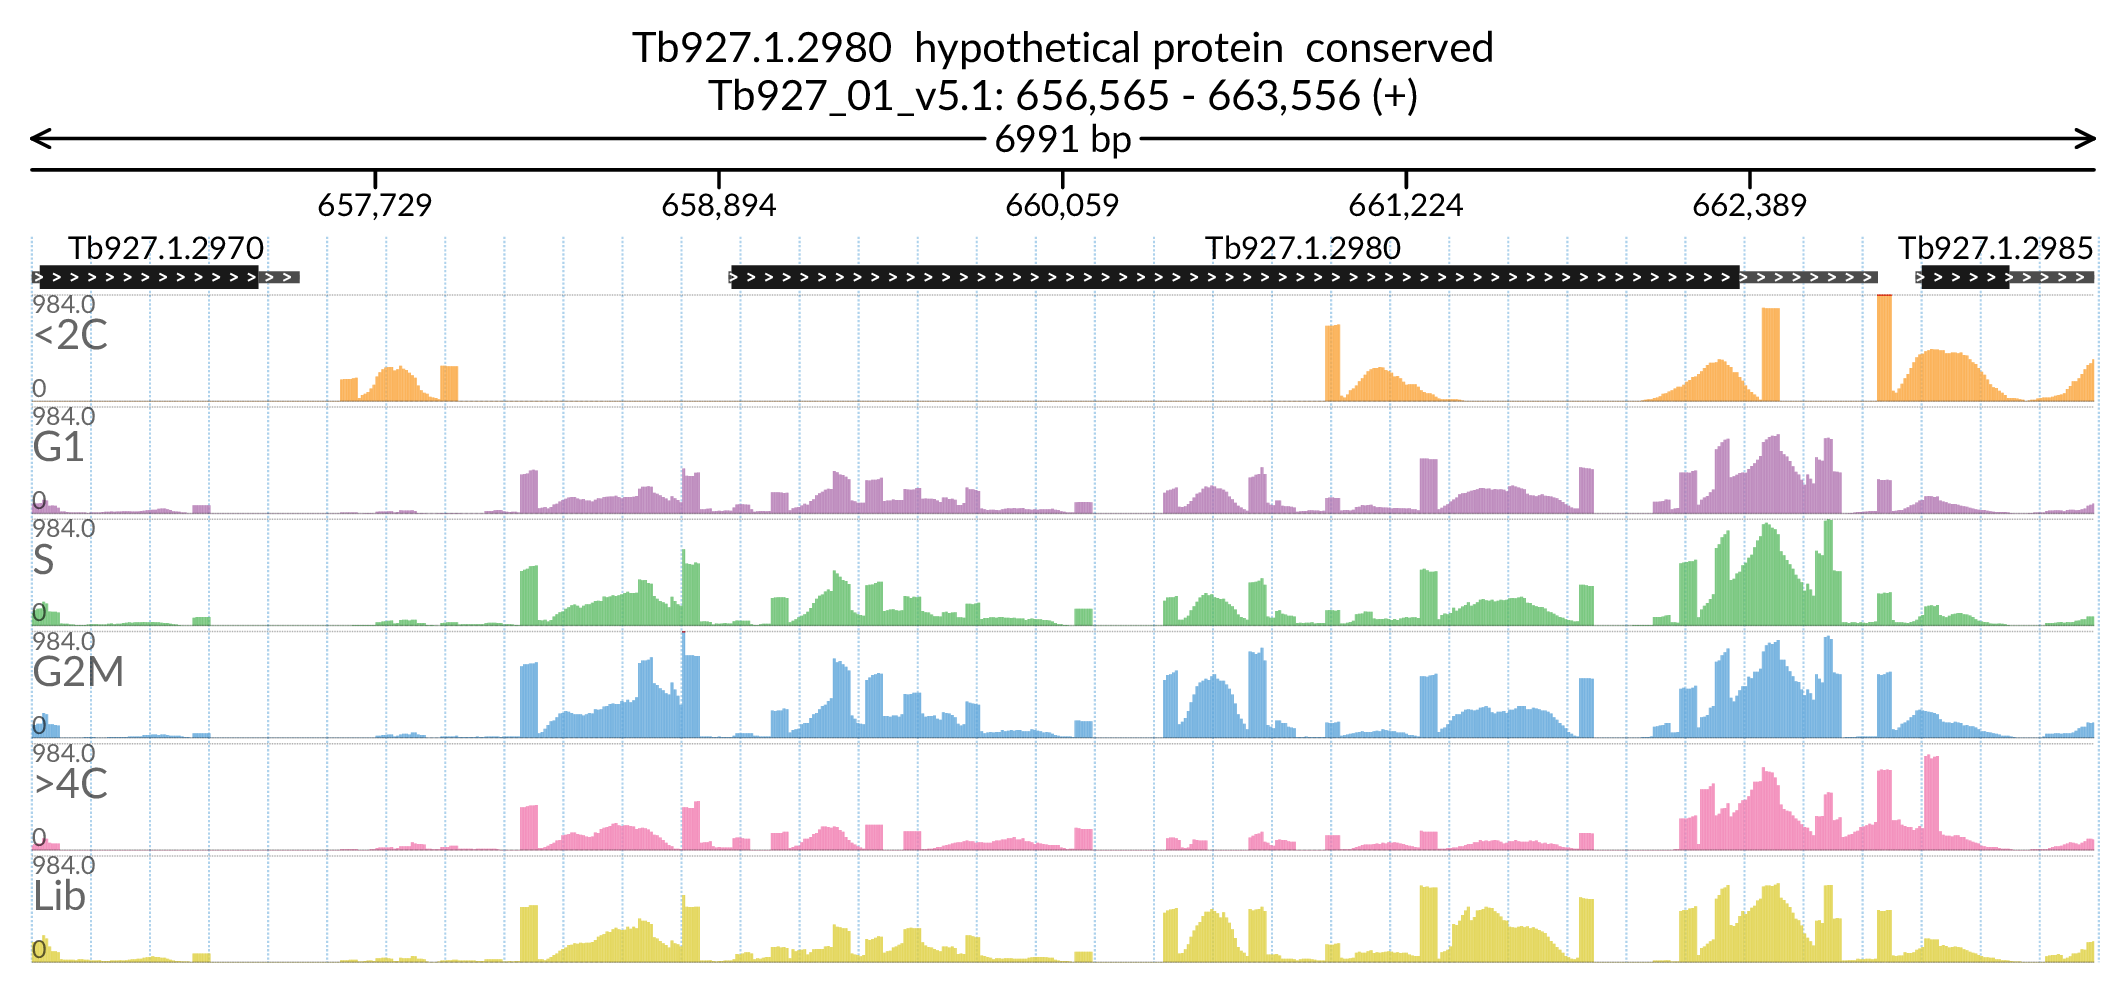 Tb927.1.2980 hypothetical protein conserved
Tb927_01_v5.1: 656,565 - 663,556 (+)
6991 bp
657,729 658,894 660,059 661,224 662,389
Tb927.1.2970 Tb927.1.2980 Tb927.1.2985
984.0
<2C
0
984.0
G1
0
984.0
S
0
984.0
G2M
0
984.0
>4C
0
984.0
Lib
0